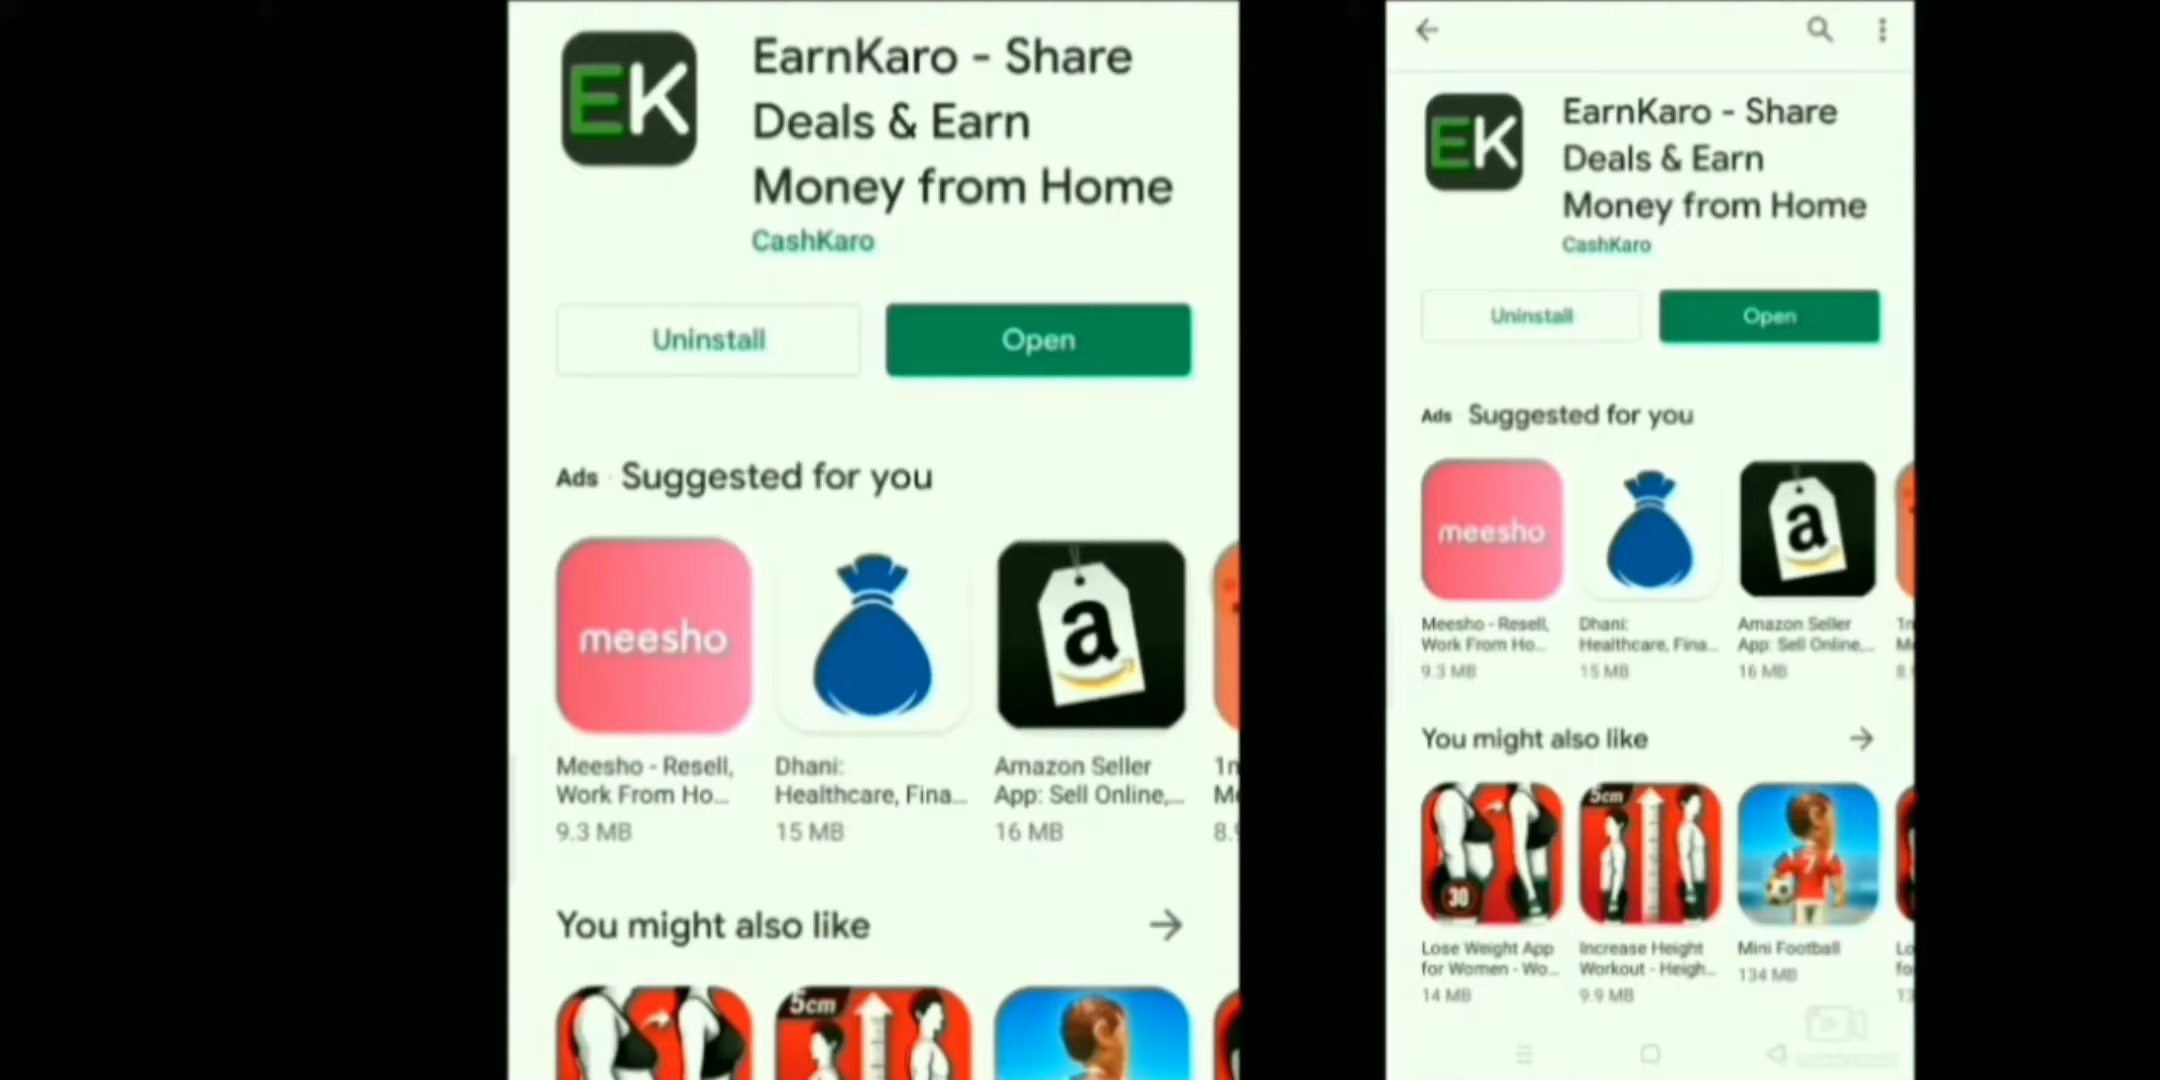 EK
EarnKaro - Share
Deals & Earn
Money from Home
CashKaro
Uninstall
Open
Ads · Suggested for you
meesho
a
Meesho - Resell,
Work From Ho...
9.3 MB
Dhani:
Healthcare, Fina...
15 MB
Amazon Seller
App: Sell Online,...
16 MB
You might also like
5cm
EK
EarnKaro - Share
Deals & Earn
Money from Home
CashKaro
Uninstall
Open
Ads · Suggested for you
meesho
a
Meesho - Resell,
Work From Ho...
9.3 MB
Dhani:
Healthcare, Fina...
15 MB
Amazon Seller
App: Sell Online,...
16 MB
You might also like
30
5cm
7
Lose Weight App
for Women - Wo...
14 MB
Increase Height
Workout - Heigh...
9.9 MB
Mini Football
134 MB